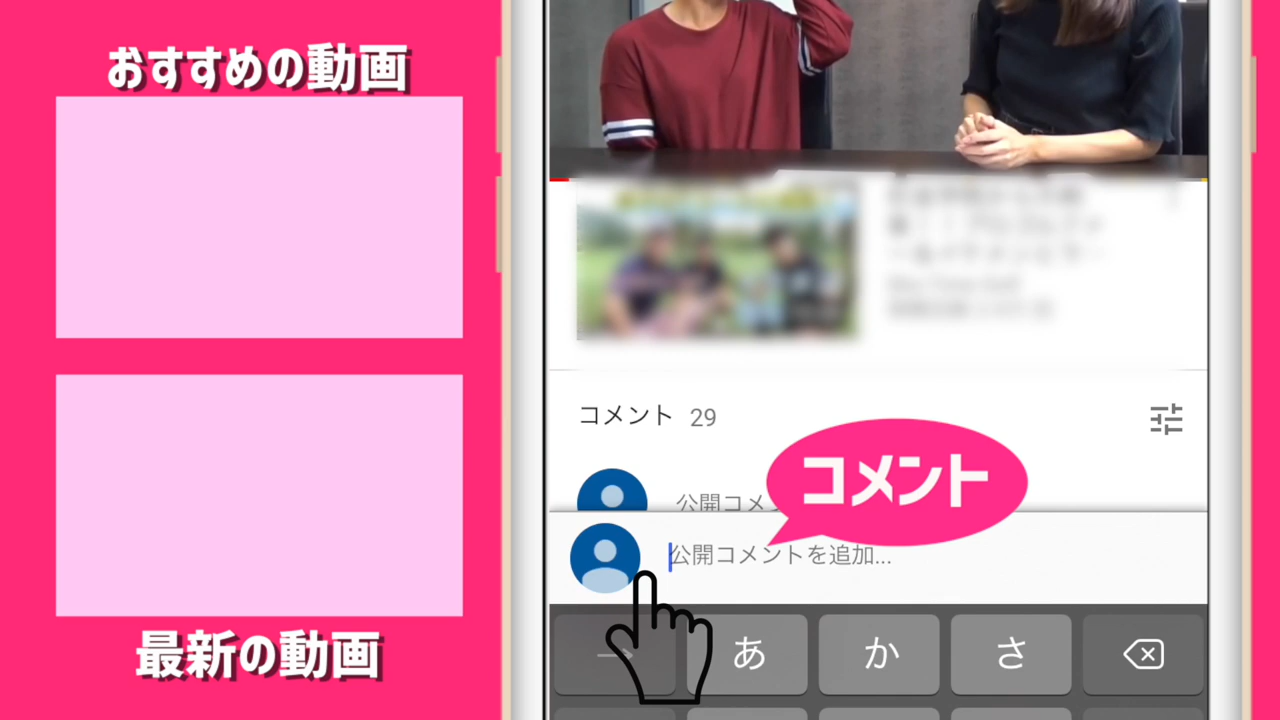 おすすめの動画
最新の動画
コメント 29
コメント
公開コメ
公開コメントを追加...
あ
か
さ